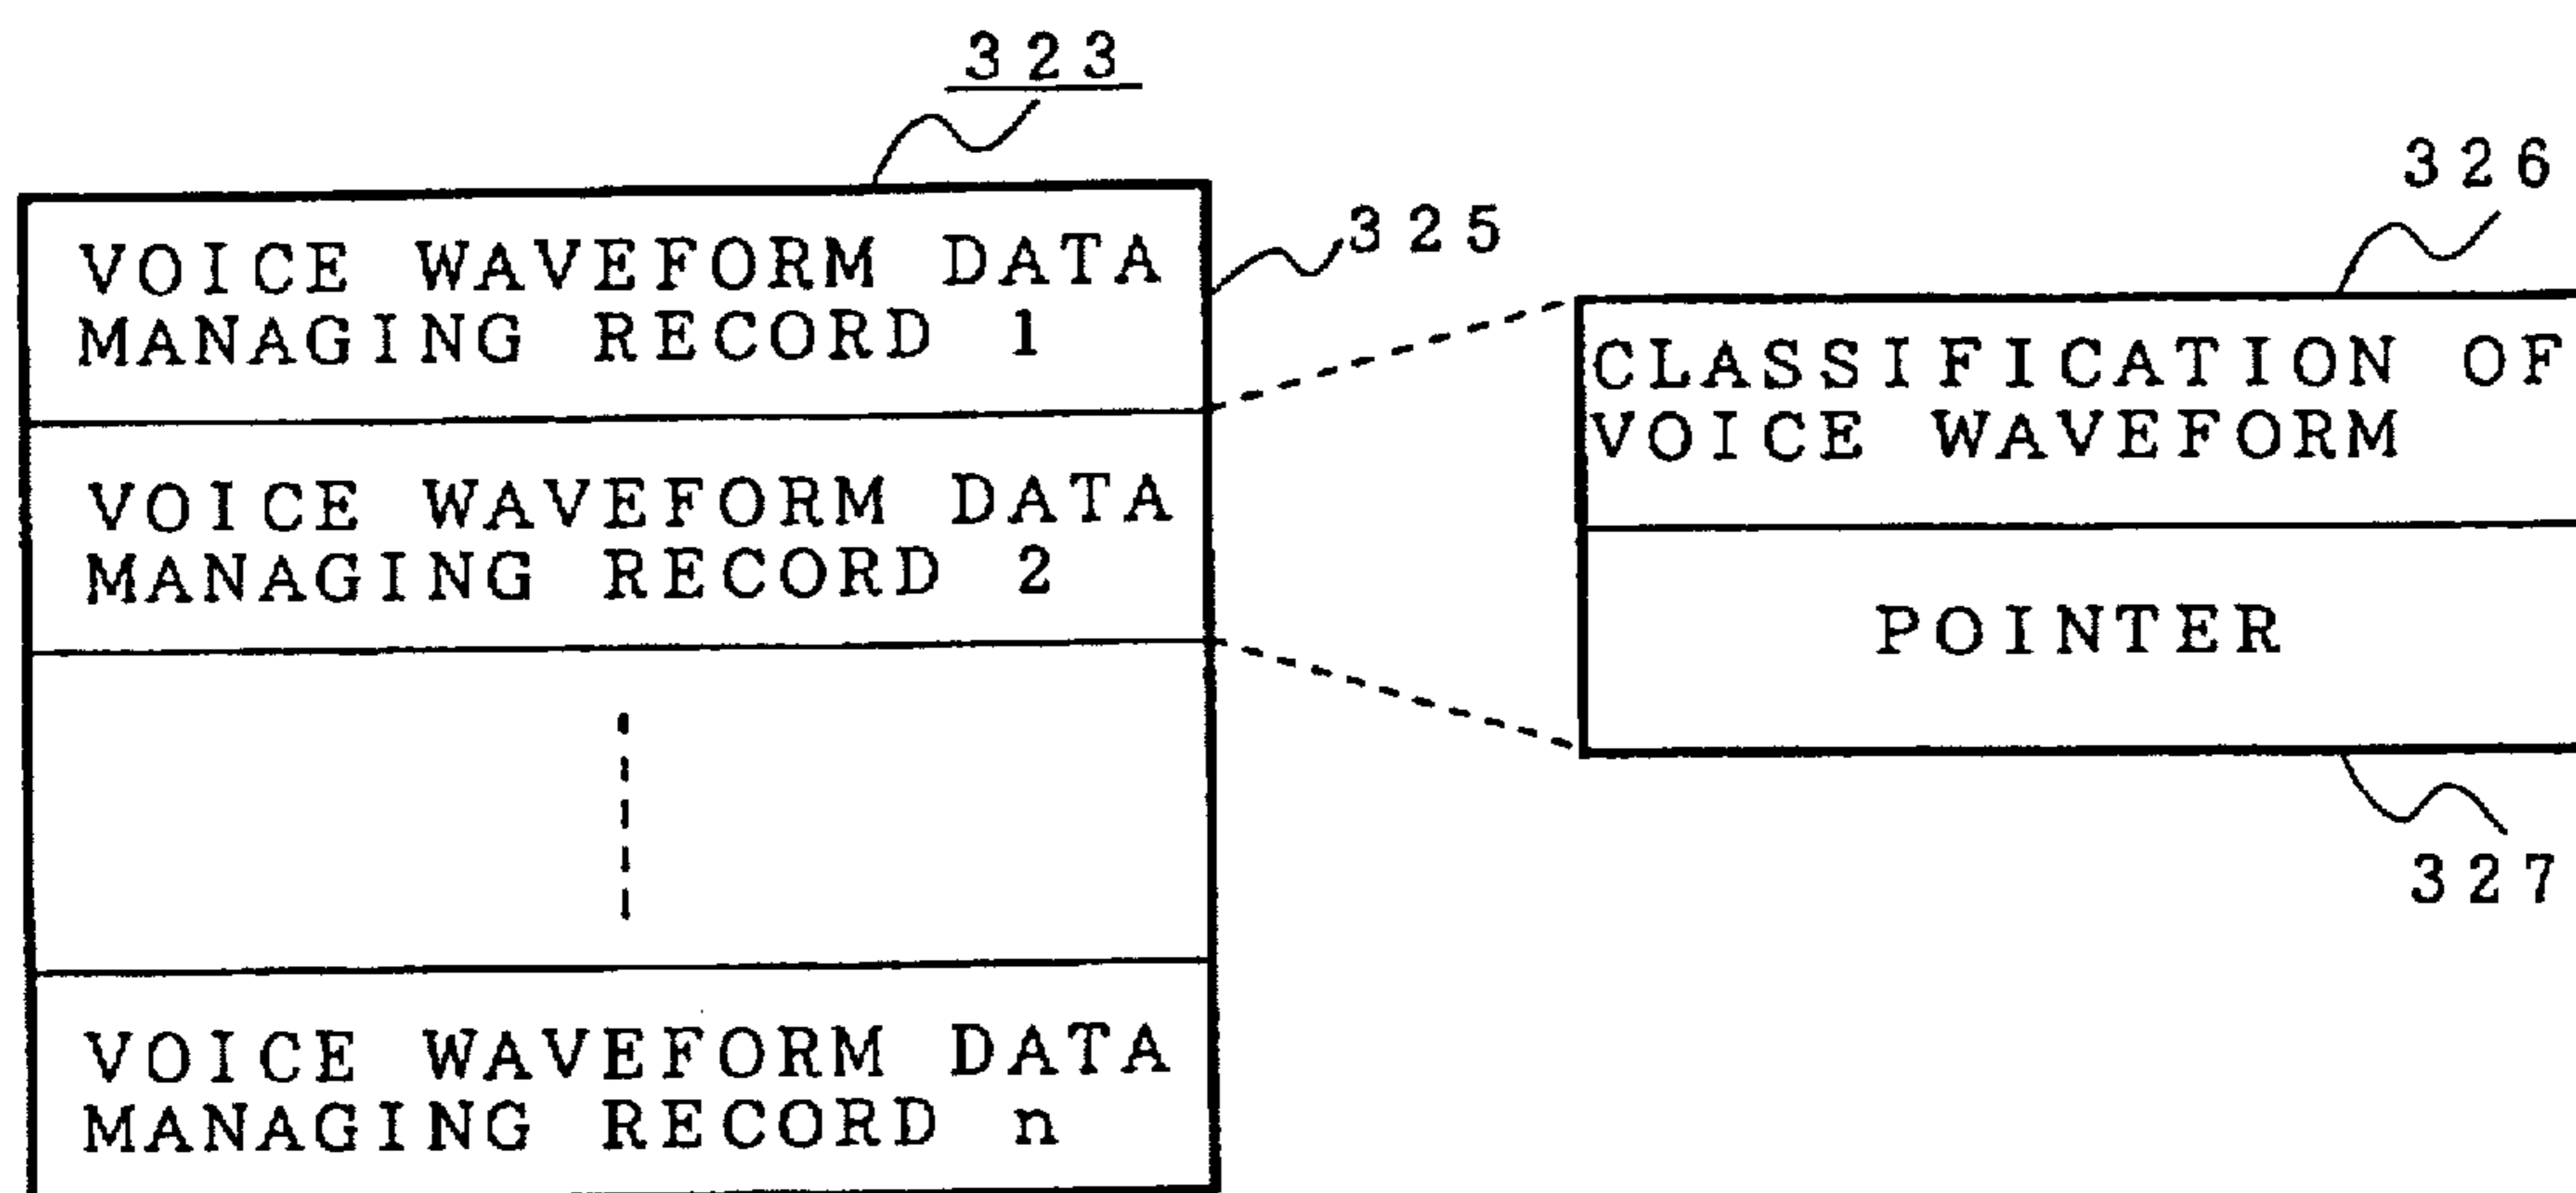 323
325
326
VOICE WAVEFORM DATA
MANAGING RECORD 1
VOICE WAVEFORM DATA
MANAGING RECORD 2
VOICE WAVEFORM DATA
MANAGING RECORD n
CLASSIFICATION OF
VOICE WAVEFORM
POINTER
327